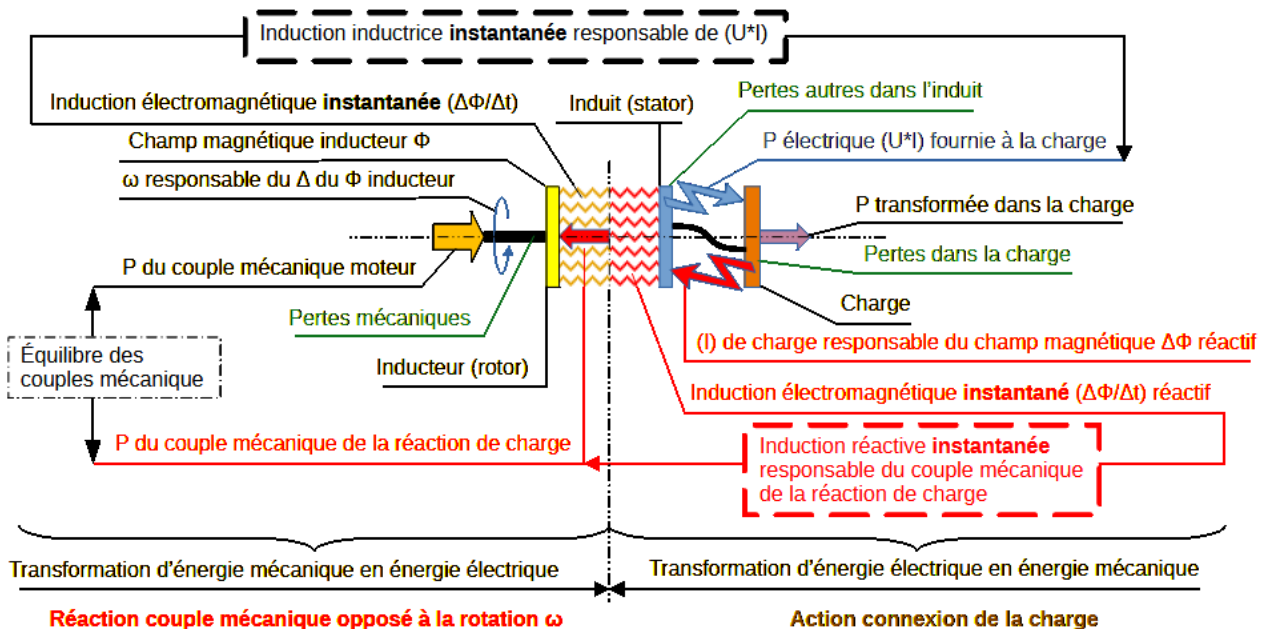 Induction inductrice instantanée responsable de (U*I)
Induction électromagnétique instantanée (ΔΦ/Δt)
Induit (stator)
Pertes autres dans l'induit
Champ magnétique inducteur Φ
P électrique (U*I) fournie à la charge
ω responsable du Δ du Φ inducteur
P transformée dans la charge
P du couple mécanique moteur
Pertes dans la charge
Pertes mécaniques
Charge
Équilibre des
couples mécanique
Inducteur (rotor)
(I) de charge responsable du champ magnétique ΔΦ réactif
Induction électromagnétique instantané (ΔΦ/Δt) réactif
P du couple mécanique de la réaction de charge
Induction réactive instantanée
responsable du couple mécanique
de la réaction de charge
Transformation d'énergie mécanique en énergie électrique
Transformation d'énergie électrique en énergie mécanique
Réaction couple mécanique opposé à la rotation ω
Action connexion de la charge